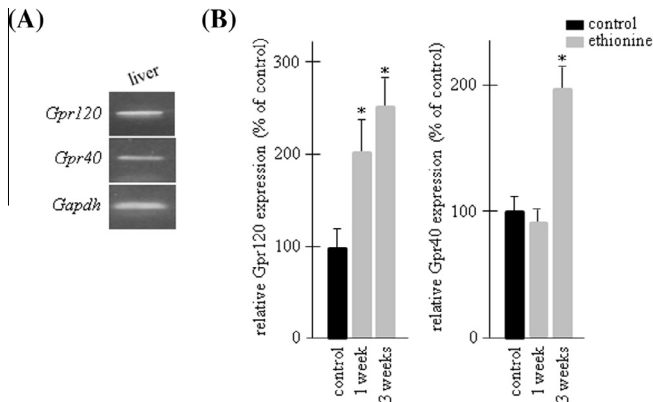 (A)
liver
Gpr120
Gpr40
Gapdh
(B)
control
ethionine
relative Gpr120 expression (% of control)
300
200
100
0
*
*
control
1 week
3 weeks
relative Gpr40 expression (% of control)
200
100
0
*
control
1 week
3 weeks